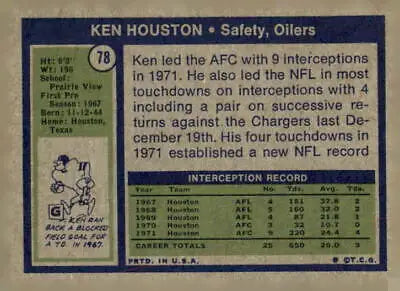 KEN HOUSTON • Safety, Oilers
78
Ht: 6'3"
Wt: 198
School:
Prairie View
First Pro
Season: 1967
Born: 11-12-44
Home: Houston,
Texas
Ken led the AFC with 9 interceptions
in 1971. He also led the NFL in most
touchdowns on interceptions with 4
including a pair on successive re-
turns against the Chargers last De-
cember 19th. His four touchdowns in
1971 established a new NFL record
G
KEN RAN
BACK A BLOCKED
FIELD GOAL FOR
A T.D. IN 1967.
INTERCEPTION RECORD
Year Team No. Yds. Avg. TDs
1967 Houston AFL 4 151 37.8 2
1968 Houston AFL 5 160 32.0 2
1969 Houston AFL 4 87 21.8 1
1970 Houston AFC 3 32 10.7 0
1971 Houston AFC 9 220 24.4 4
CAREER TOTALS 25 650 26.0
PRTD. IN U.S.A. © T.C.G.